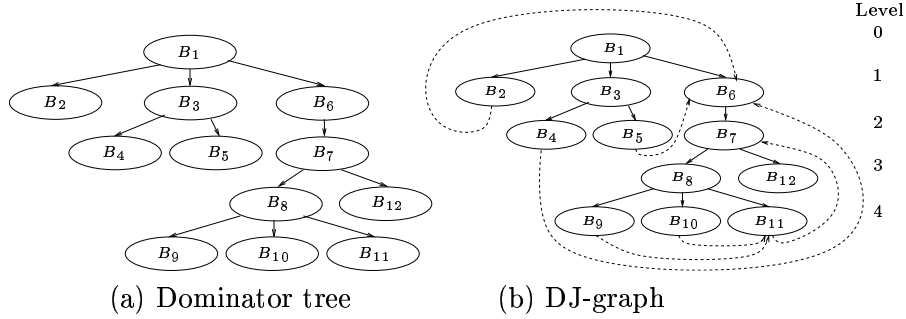 Level
0
1
2
3
4
B1
B2
B3
B6
B4
B5
B7
B8
B12
B9
B10
B11
(a) Dominator tree
B1
B2
B3
B6
B4
B5
B7
B8
B12
B9
B10
B11
(b) DJ-graph